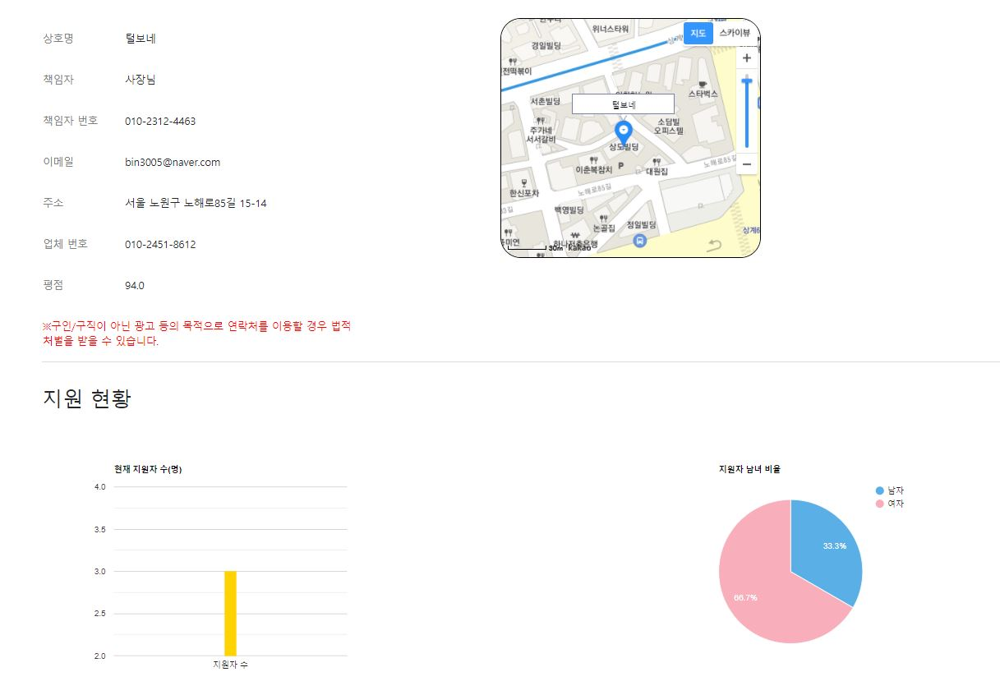 상호명 털보네
책임자 사장님
책임자 번호 010-2312-4463
이메일 bin3005@naver.com
주소 서울 노원구 노해로85길 15-14
업체 번호 010-2451-8612
평점 94.0
※구인/구직이 아닌 광고 등의 목적으로 연락처를 이용할 경우 법적
처벌을 받을 수 있습니다.
위너스타워
지도 스카이뷰
경일빌딩
전떡볶이
스타벅스
서촌빌딩
털보네
소담빌
오피스텔
주가네
서서갈비
상도빌딩
이춘복참치
P
대원집
노해로85길
한신포차
노해로85길
백영빌딩
논골집
정일빌딩
하나저축은행
30m kakao
지원 현황
현재 지원자 수(명)
4.0
3.5
3.0
2.5
2.0
지원자 수
지원자 남녀 비율
남자
여자
33.3%
66.7%